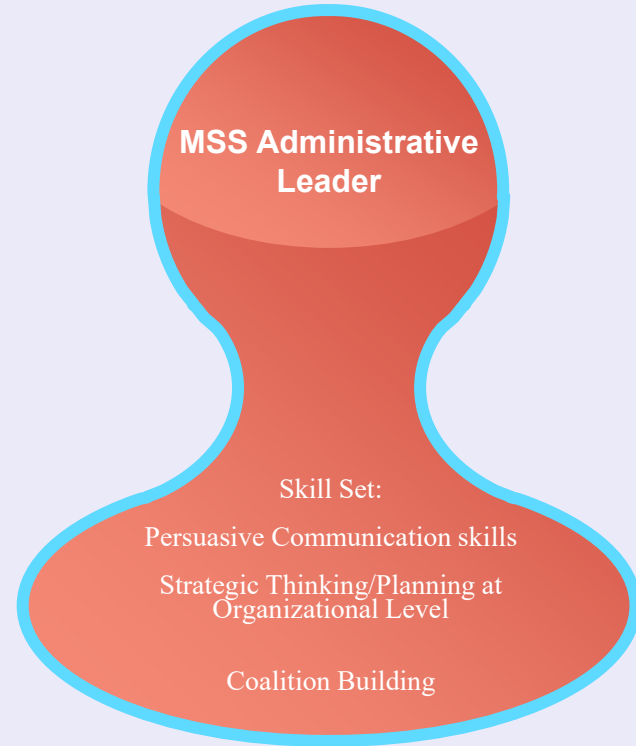 MSS Administrative
Leader
Skill Set:
Persuasive Communication skills
Strategic Thinking/Planning at
Organizational Level
Coalition Building